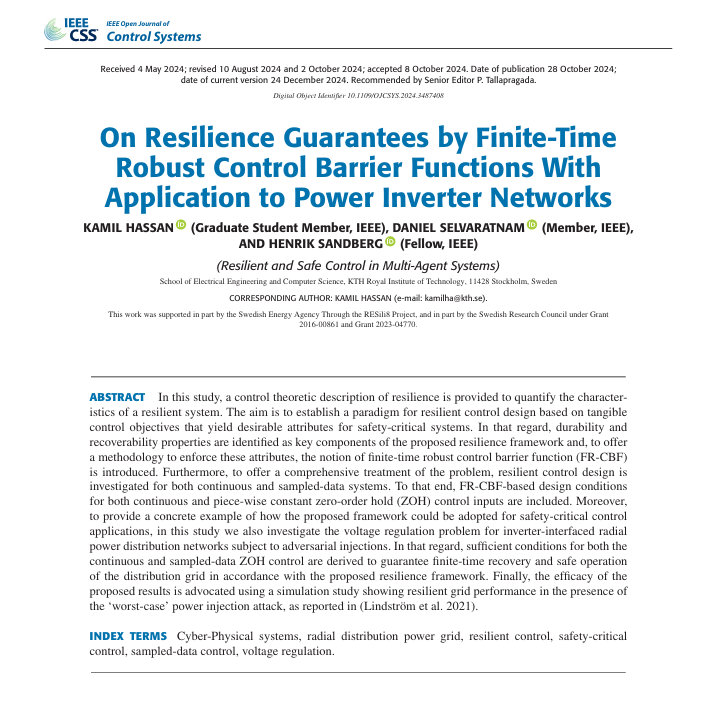 IEEE
CSS
IEEE Open Journal of
Control Systems
Received 4 May 2024; revised 10 August 2024 and 2 October 2024; accepted 8 October 2024. Date of publication 28 October 2024;
date of current version 24 December 2024. Recommended by Senior Editor P. Tallapragada.
Digital Object Identifier 10.1109/OJCSYS.2024.3487408
On Resilience Guarantees by Finite-Time
Robust Control Barrier Functions With
Application to Power Inverter Networks
KAMIL HASSAN iD (Graduate Student Member, IEEE), DANIEL SELVARATNAM iD (Member, IEEE),
AND HENRIK SANDBERG iD (Fellow, IEEE)
(Resilient and Safe Control in Multi-Agent Systems)
School of Electrical Engineering and Computer Science, KTH Royal Institute of Technology, 11428 Stockholm, Sweden
CORRESPONDING AUTHOR: KAMIL HASSAN (e-mail: kamilha@kth.se).
This work was supported in part by the Swedish Energy Agency Through the RESili8 Project, and in part by the Swedish Research Council under Grant
2016-00861 and Grant 2023-04770.
ABSTRACT In this study, a control theoretic description of resilience is provided to quantify the character-
istics of a resilient system. The aim is to establish a paradigm for resilient control design based on tangible
control objectives that yield desirable attributes for safety-critical systems. In that regard, durability and
recoverability properties are identified as key components of the proposed resilience framework and, to offer
a methodology to enforce these attributes, the notion of finite-time robust control barrier function (FR-CBF)
is introduced. Furthermore, to offer a comprehensive treatment of the problem, resilient control design is
investigated for both continuous and sampled-data systems. To that end, FR-CBF-based design conditions
for both continuous and piece-wise constant zero-order hold (ZOH) control inputs are included. Moreover,
to provide a concrete example of how the proposed framework could be adopted for safety-critical control
applications, in this study we also investigate the voltage regulation problem for inverter-interfaced radial
power distribution networks subject to adversarial injections. In that regard, sufficient conditions for both the
continuous and sampled-data ZOH control are derived to guarantee finite-time recovery and safe operation
of the distribution grid in accordance with the proposed resilience framework. Finally, the efficacy of the
proposed results is advocated using a simulation study showing resilient grid performance in the presence of
the ‘worst-case’ power injection attack, as reported in (Lindström et al. 2021).
INDEX TERMS Cyber-Physical systems, radial distribution power grid, resilient control, safety-critical
control, sampled-data control, voltage regulation.